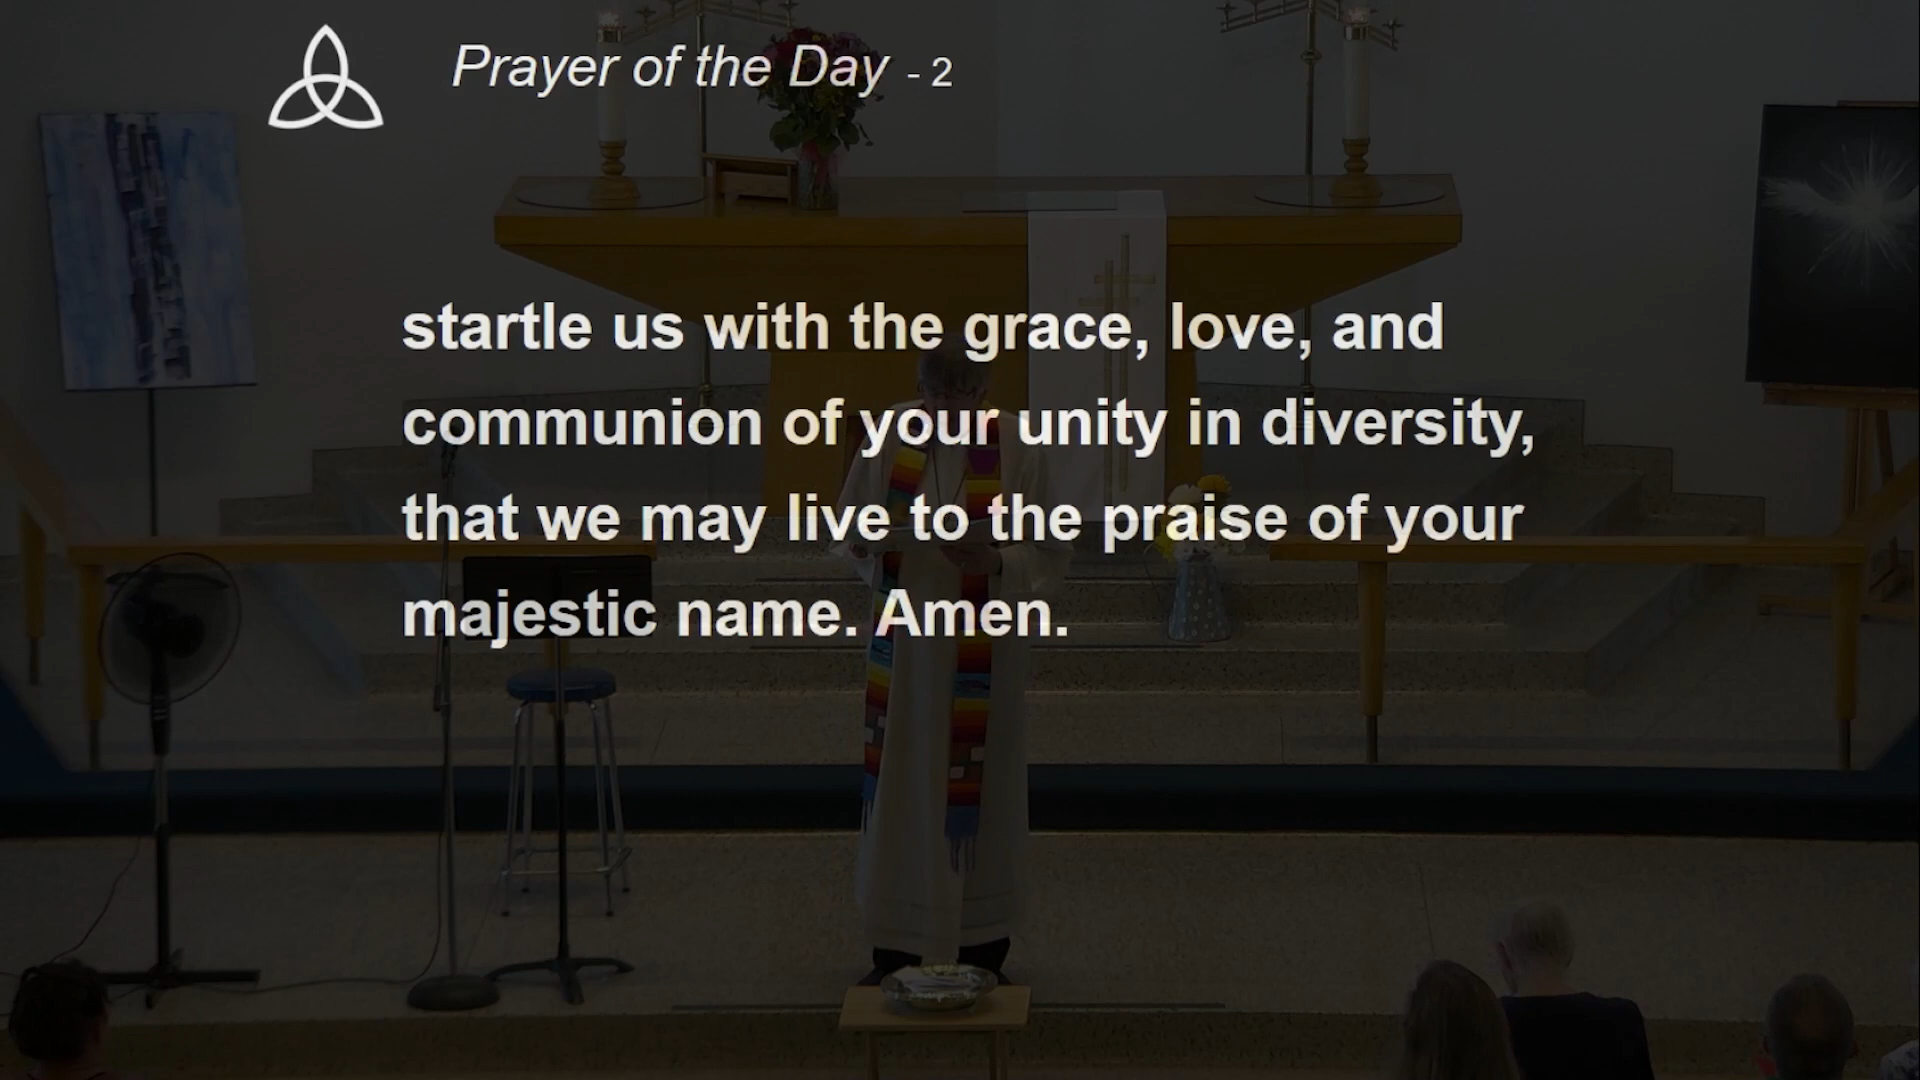 Prayer of the Day - 2
startle us with the grace, love, and
communion of your unity in diversity,
that we may live to the praise of your
majestic name. Amen.